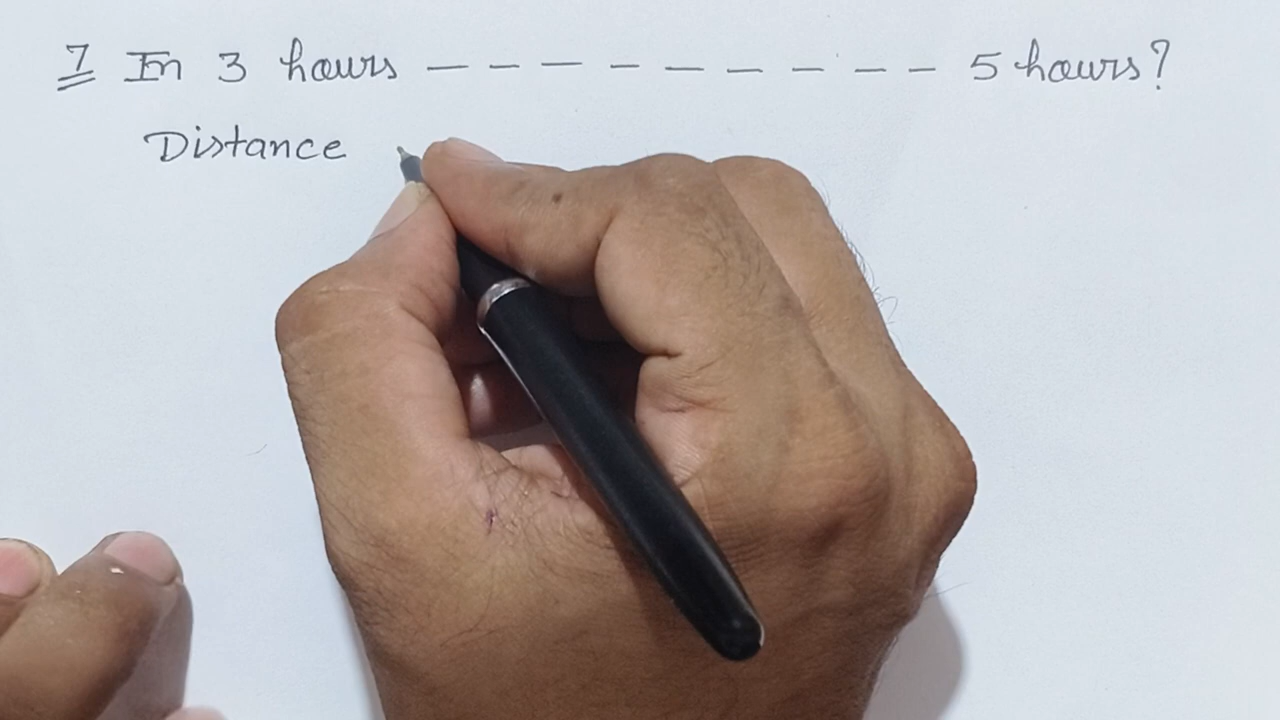 7 In 3 hours — — — — — — — — — 5 hours?
Distance